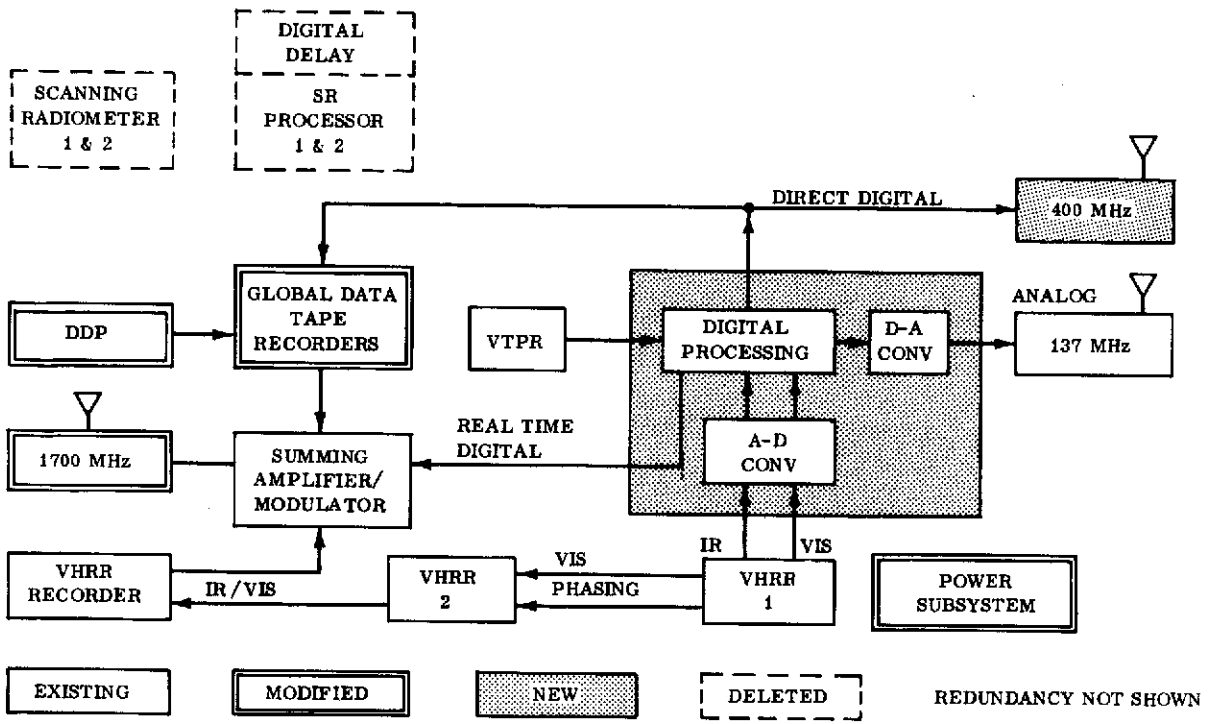 DIGITAL
DELAY
SCANNING
RADIOMETER
1 & 2
SR
PROCESSOR
1 & 2
DIRECT DIGITAL
400 MHz
DDP
GLOBAL DATA
TAPE
RECORDERS
VTPR
DIGITAL
PROCESSING
D-A
CONV
ANALOG
137 MHz
1700 MHz
SUMMING
AMPLIFIER/
MODULATOR
REAL TIME
DIGITAL
A-D
CONV
IR
VIS
VHRR
RECORDER
IR/VIS
VHRR
2
VIS
PHASING
VHRR
1
POWER
SUBSYSTEM
EXISTING
MODIFIED
NEW
DELETED
REDUNDANCY NOT SHOWN